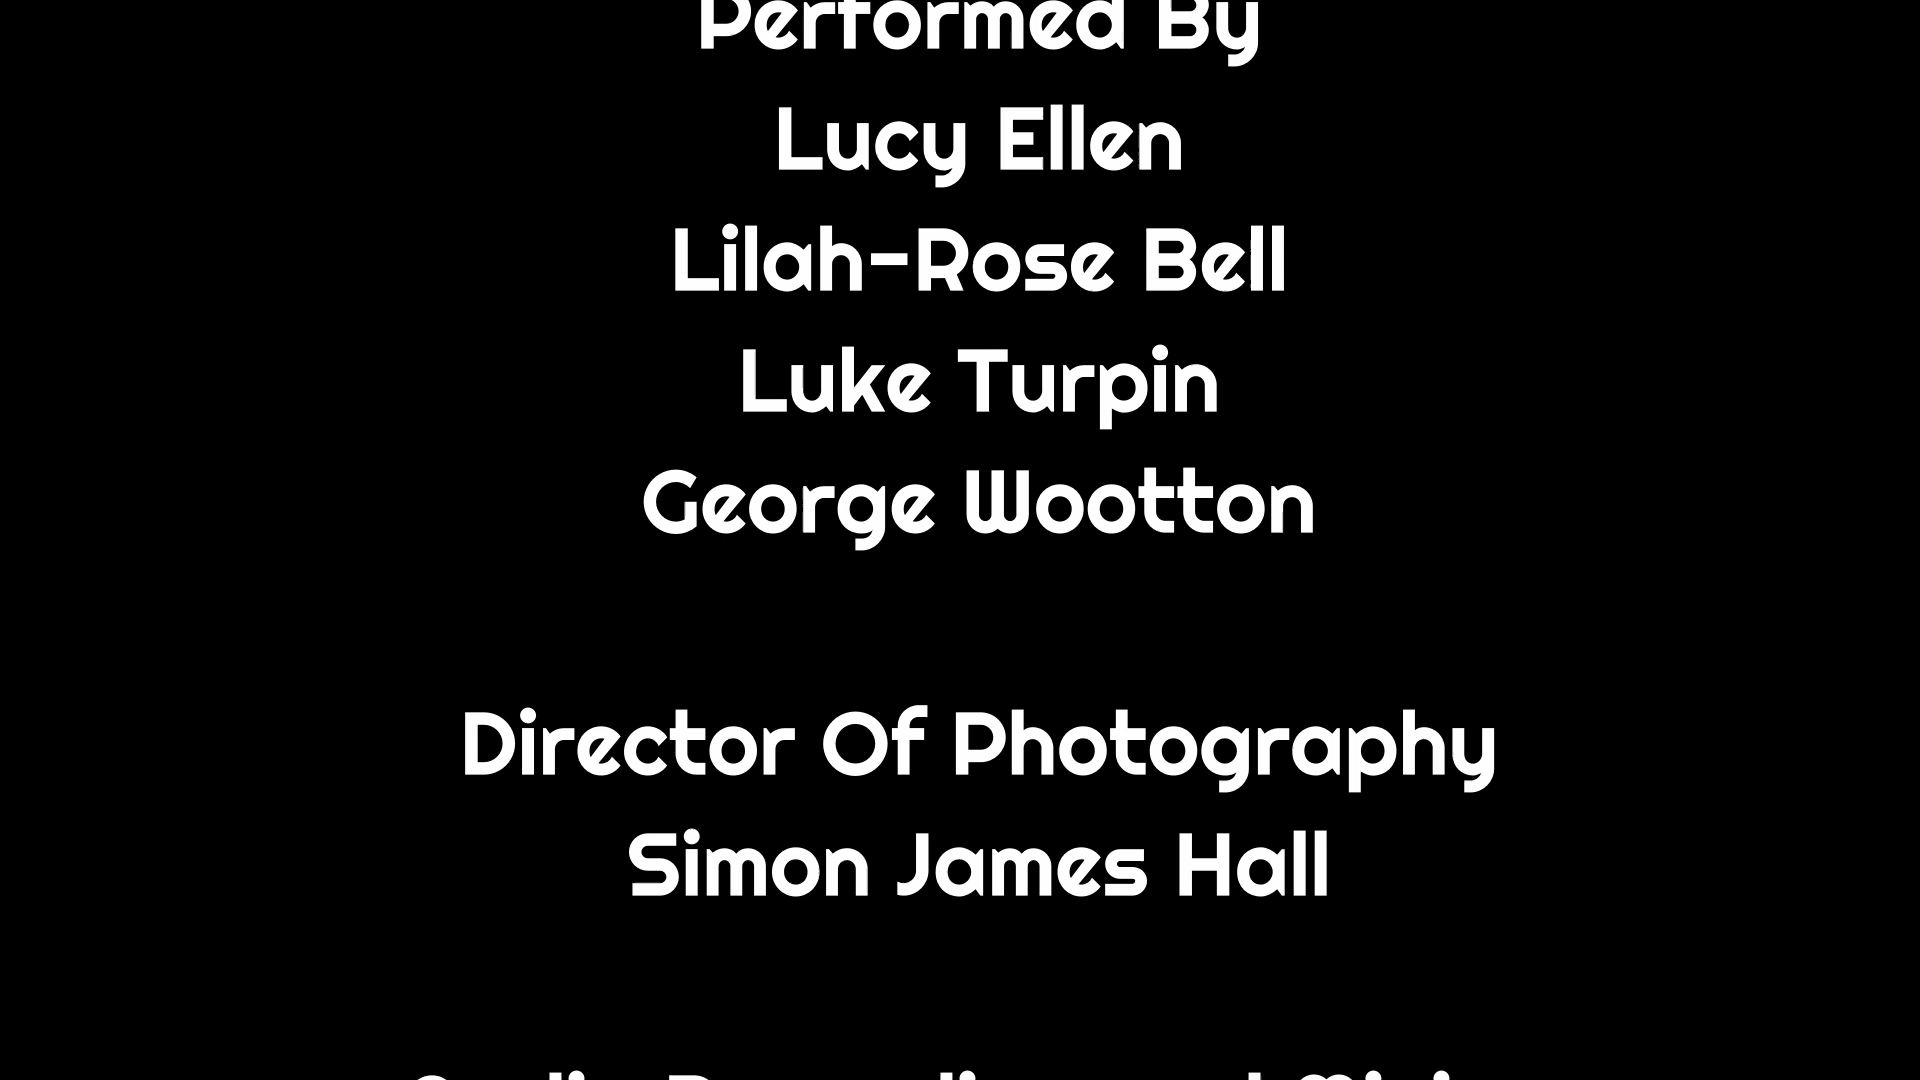 Performed By
Lucy Ellen
Lilah-Rose Bell
Luke Turpin
George Wootton
Director Of Photography
Simon James Hall